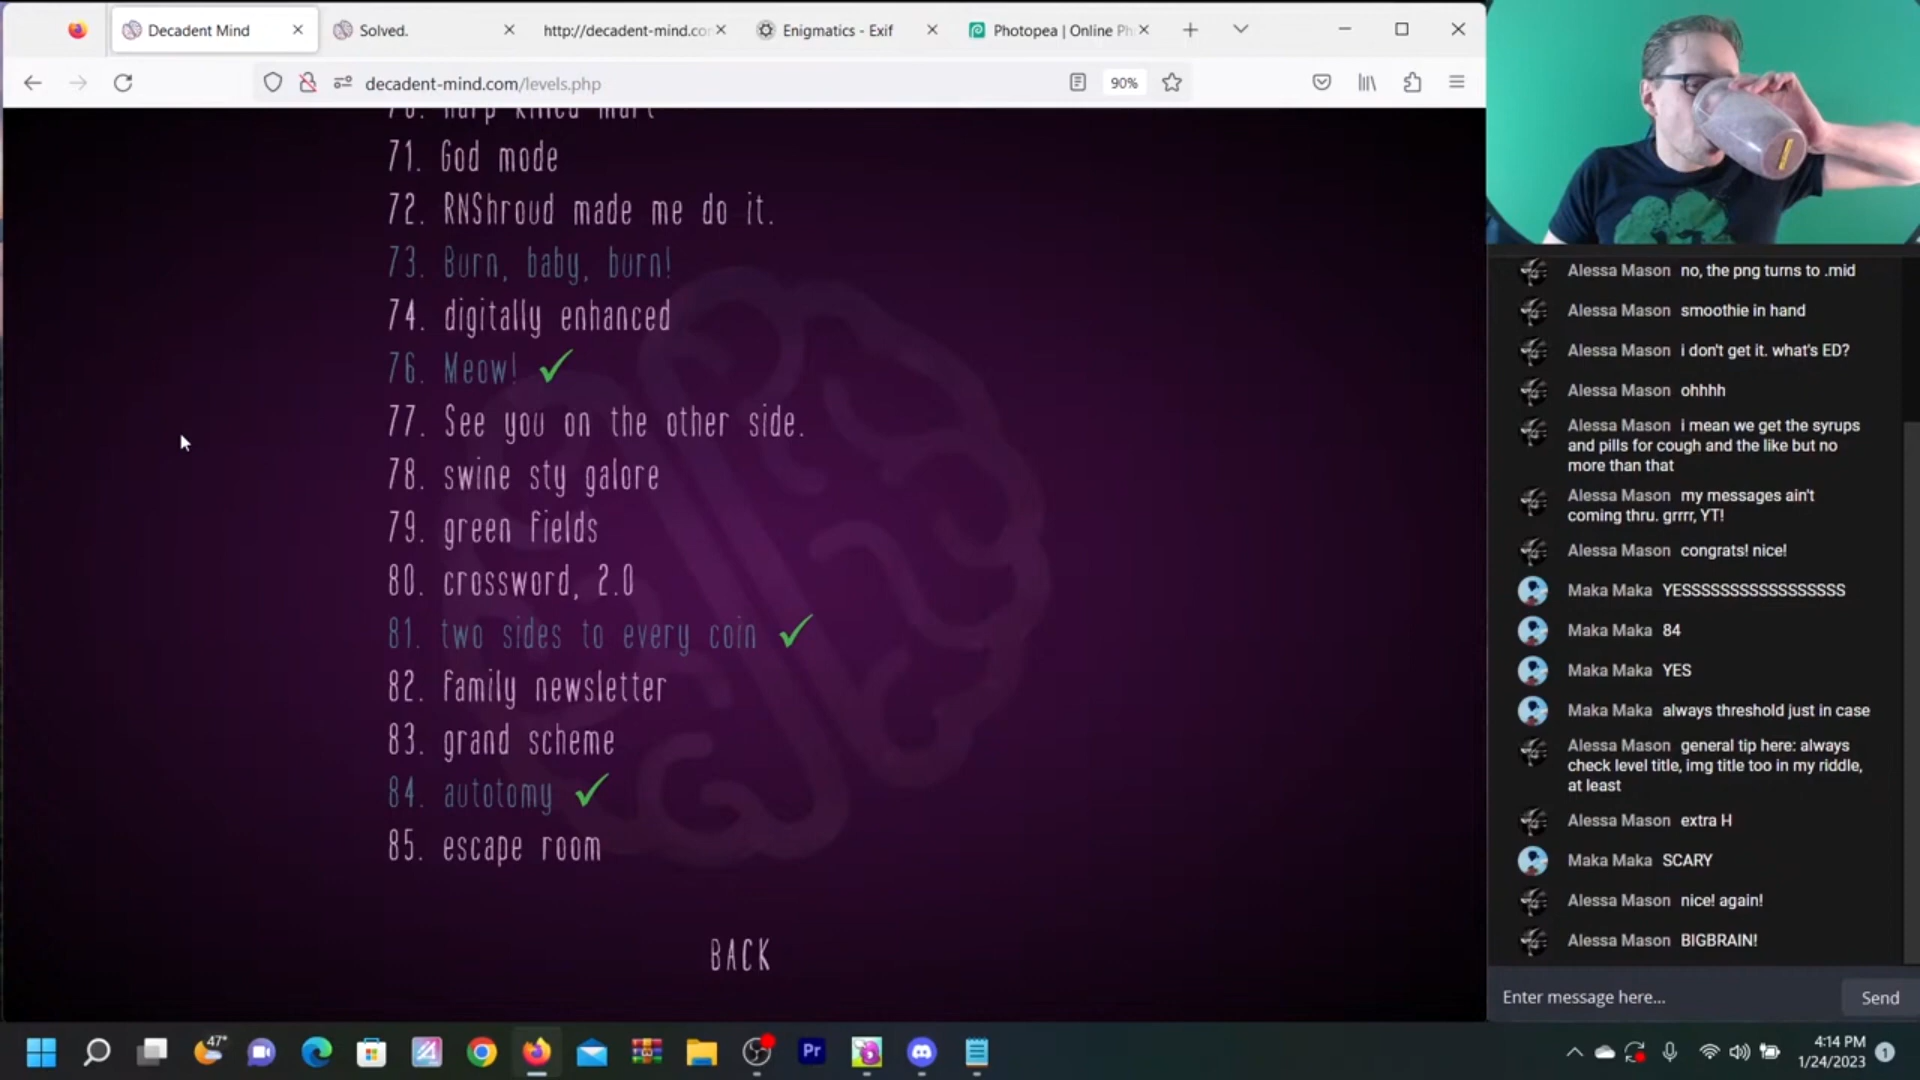 Decadent Mind
Solved.
http://decadent-mind.co
Enigmatics - Exif
Photopea | Online Ph
decadent-mind.com/levels.php
90%
70. harp killed mart
71. God mode
72. RNShroud made me do it.
73. Burn, baby, burn!
74. digitally enhanced
76. Meow!
77. See you on the other side.
78. swine sty galore
79. green fields
80. crossword, 2.0
81. two sides to every coin
82. family newsletter
83. grand scheme
84. autotomy
85. escape room
BACK
Alessa Mason no, the png turns to .mid
Alessa Mason smoothie in hand
Alessa Mason i don't get it. what's ED?
Alessa Mason ohhhh
Alessa Mason i mean we get the syrups
and pills for cough and the like but no
more than that
Alessa Mason my messages ain't
coming thru. grrrr, YT!
Alessa Mason congrats! nice!
Maka Maka YESSSSSSSSSSSSSSSSS
Maka Maka 84
Maka Maka YES
Maka Maka always threshold just in case
Alessa Mason general tip here: always
check level title, img title too in my riddle,
at least
Alessa Mason extra H
Maka Maka SCARY
Alessa Mason nice! again!
Alessa Mason BIGBRAIN!
Enter message here...
Send
47°
Pr
4:14 PM
1/24/2023
1